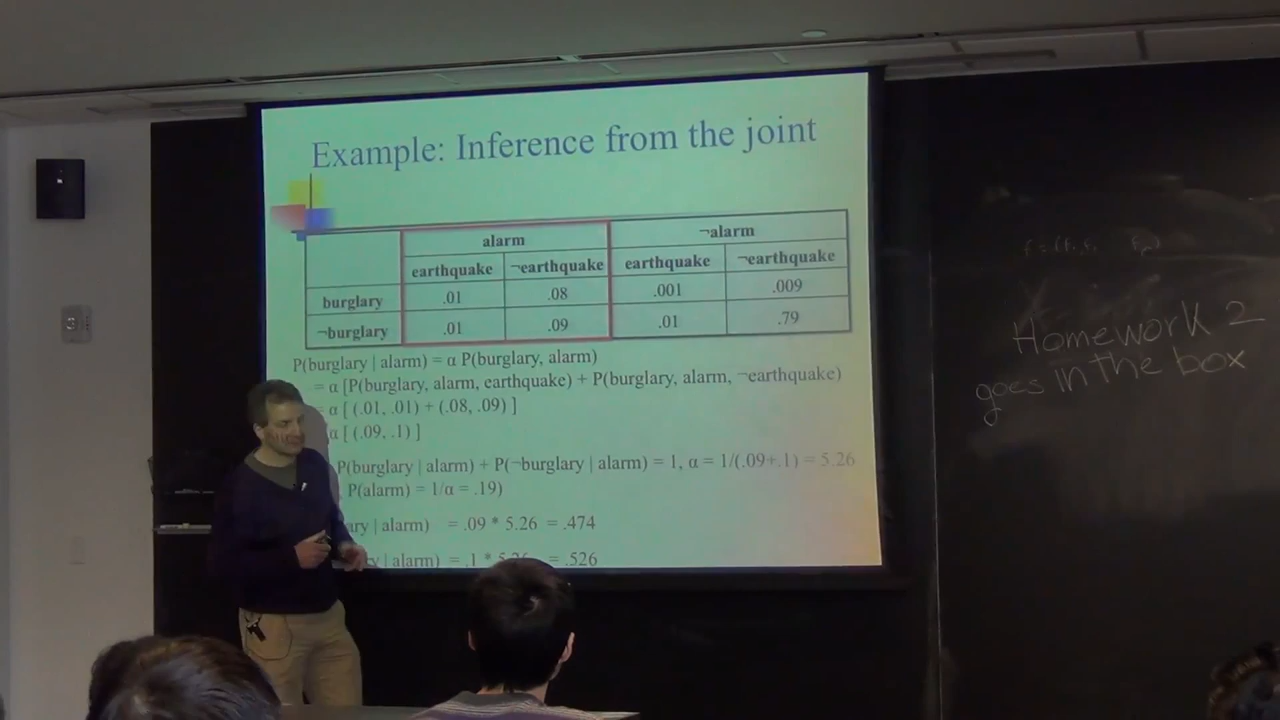 Example: Inference from the joint
alarm ¬alarm
earthquake ¬earthquake earthquake ¬earthquake
burglary .01 .08 .001 .009
¬burglary .01 .09 .01 .79
P(burglary | alarm) = α P(burglary, alarm)
= α [P(burglary, alarm, earthquake) + P(burglary, alarm, ¬earthquake)
= α [ (.01, .01) + (.08, .09) ]
α [ (.09, .1) ]
P(burglary | alarm) + P(¬burglary | alarm) = 1, α = 1/(.09+.1) = 5.26
P(alarm) = 1/α = .19)
| alarm) = .09 * 5.26 = .474
| alarm) = .1 * 5.26 = .526
Homework 2
goes in the box